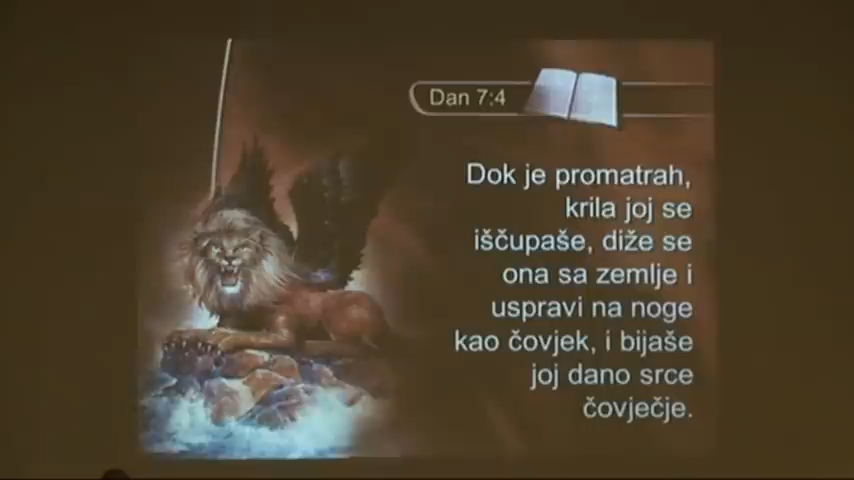 Dan 7:4
Dok je promatrah,
krila joj se
iščupaše, diže se
ona sa zemlje i
uspravi na noge
kao čovjek, i bijaše
joj dano srce
čovječje.